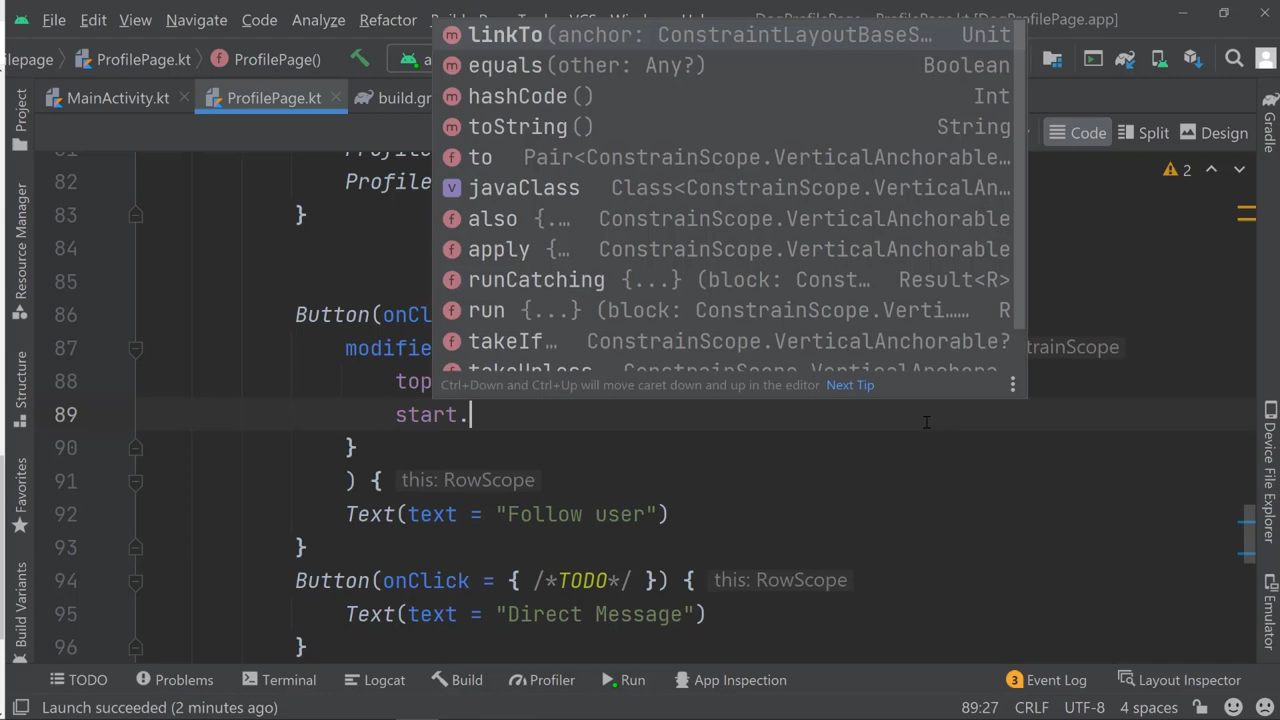 File Edit View Navigate Code Analyze Refactor
DogProfilePage - ProfilePage.kt [DogProfilePage.app]
ilepage ProfilePage.kt ProfilePage() a
MainActivity.kt ProfilePage.kt build.gr
Code Split Design
linkTo(anchor: ConstraintLayoutBaseS… Unit
equals(other: Any?) Boolean
hashCode() Int
toString() String
to Pair<ConstrainScope.VerticalAnchorable…
javaClass Class<ConstrainScope.VerticalAn…
also {.… ConstrainScope.VerticalAnchorable
apply {… ConstrainScope.VerticalAnchorable
runCatching {...} (block: Const… Result<R>
run {...} (block: ConstrainScope.Verti…… R
takeIf… ConstrainScope.VerticalAnchorable?
Ctrl+Down and Ctrl+Up will move caret down and up in the editor Next Tip
2
82 Profile
83 }
84
85
86 Button(onCl
87 modifie trainScope
88 top
89 start.
90 }
91 ) { this: RowScope
92 Text(text = "Follow user")
93 }
94 Button(onClick = { /*TODO*/ }) { this: RowScope
95 Text(text = "Direct Message")
96 }
Project
Resource Manager
Structure
Favorites
Build Variants
Gradle
Device File Explorer
Emulator
TODO Problems Terminal Logcat Build Profiler Run App Inspection 3 Event Log Layout Inspector
Launch succeeded (2 minutes ago) 89:27 CRLF UTF-8 4 spaces